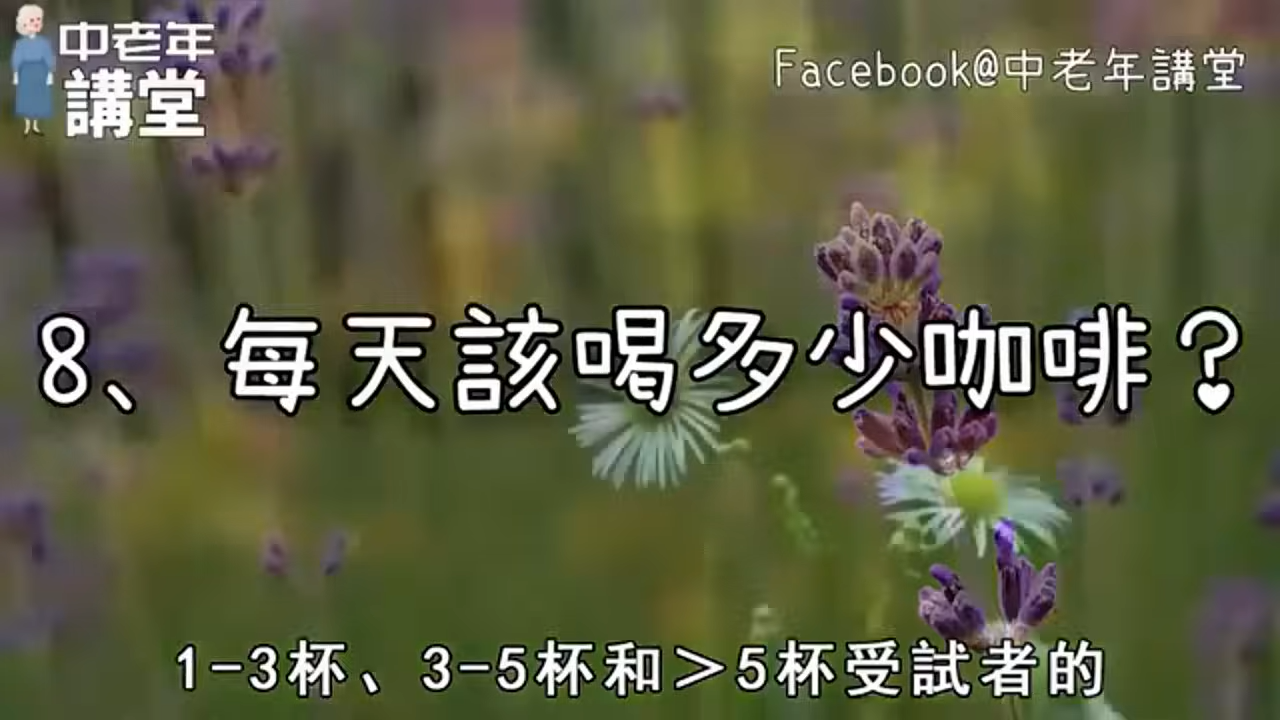 中老年
講堂
Facebook@中老年講堂
8、每天該喝多少咖啡？
1-3杯、3-5杯和＞5杯受試者的